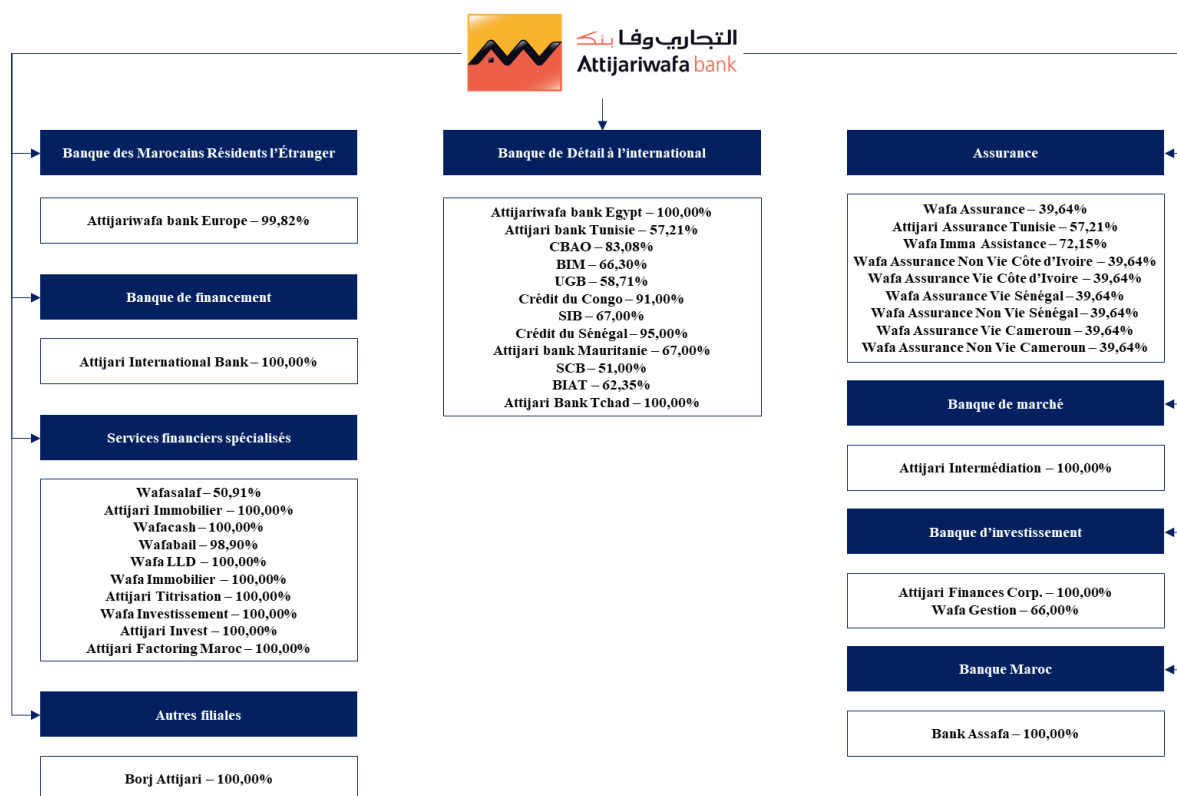 التجاري وفا بنك
Attijariwafa bank
Banque des Marocains Résidents l’Étranger
Attijariwafa bank Europe – 99,82%
Banque de financement
Attijari International Bank – 100,00%
Services financiers spécialisés
Wafasalaf – 50,91%
Attijari Immobilier – 100,00%
Wafacash – 100,00%
Wafabail – 98,90%
Wafa LLD – 100,00%
Wafa Immobilier – 100,00%
Attijari Titrisation – 100,00%
Wafa Investissement – 100,00%
Attijari Invest – 100,00%
Attijari Factoring Maroc – 100,00%
Autres filiales
Borj Attijari – 100,00%
Banque de Détail à l’international
Attijariwafa bank Egypt – 100,00%
Attijari bank Tunisie – 57,21%
CBAO – 83,08%
BIM – 66,30%
UGB – 58,71%
Crédit du Congo – 91,00%
SIB – 67,00%
Crédit du Sénégal – 95,00%
Attijari bank Mauritanie – 67,00%
SCB – 51,00%
BIAT – 62,35%
Attijari Bank Tchad – 100,00%
Assurance
Wafa Assurance – 39,64%
Attijari Assurance Tunisie – 57,21%
Wafa Imma Assistance – 72,15%
Wafa Assurance Non Vie Côte d’Ivoire – 39,64%
Wafa Assurance Vie Côte d’Ivoire – 39,64%
Wafa Assurance Vie Sénégal – 39,64%
Wafa Assurance Non Vie Sénégal – 39,64%
Wafa Assurance Vie Cameroun – 39,64%
Wafa Assurance Non Vie Cameroun – 39,64%
Banque de marché
Attijari Intermédiation – 100,00%
Banque d’investissement
Attijari Finances Corp. – 100,00%
Wafa Gestion – 66,00%
Banque Maroc
Bank Assafa – 100,00%